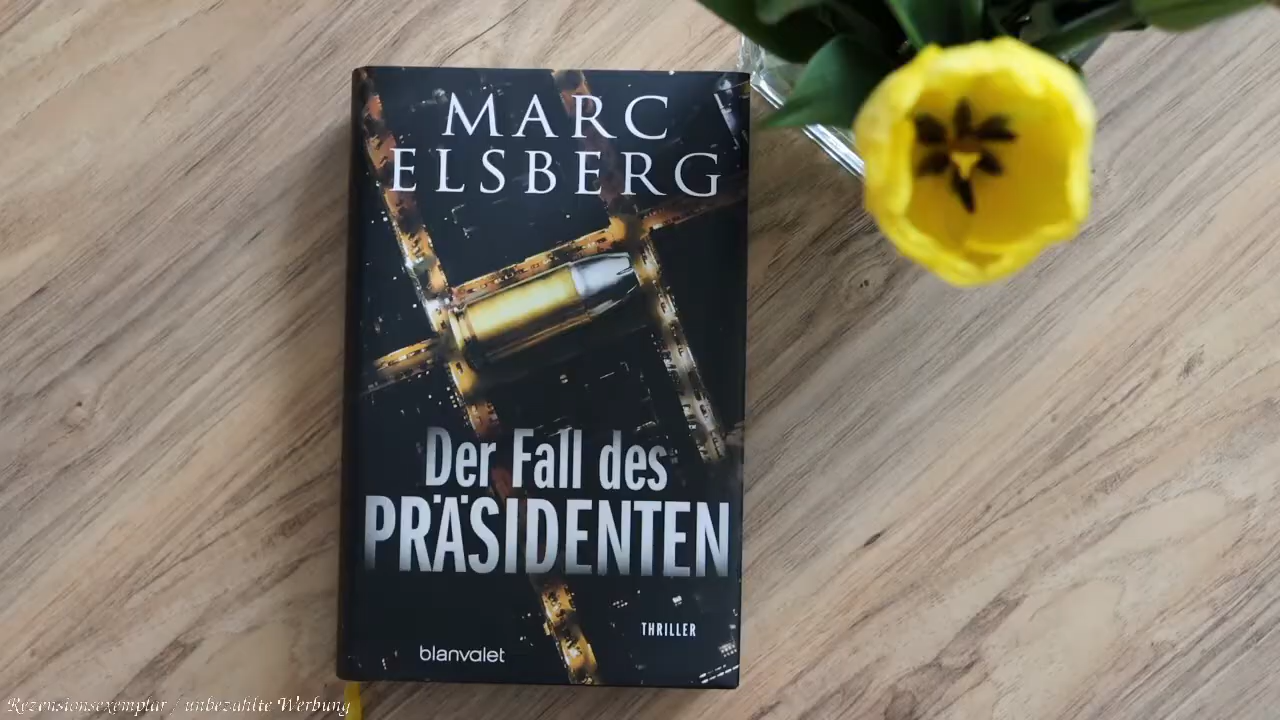 MARC
ELSBERG
Der Fall des
PRÄSIDENTEN
THRILLER
blanvalet
Rezensionsexemplar / unbezahlte Werbung